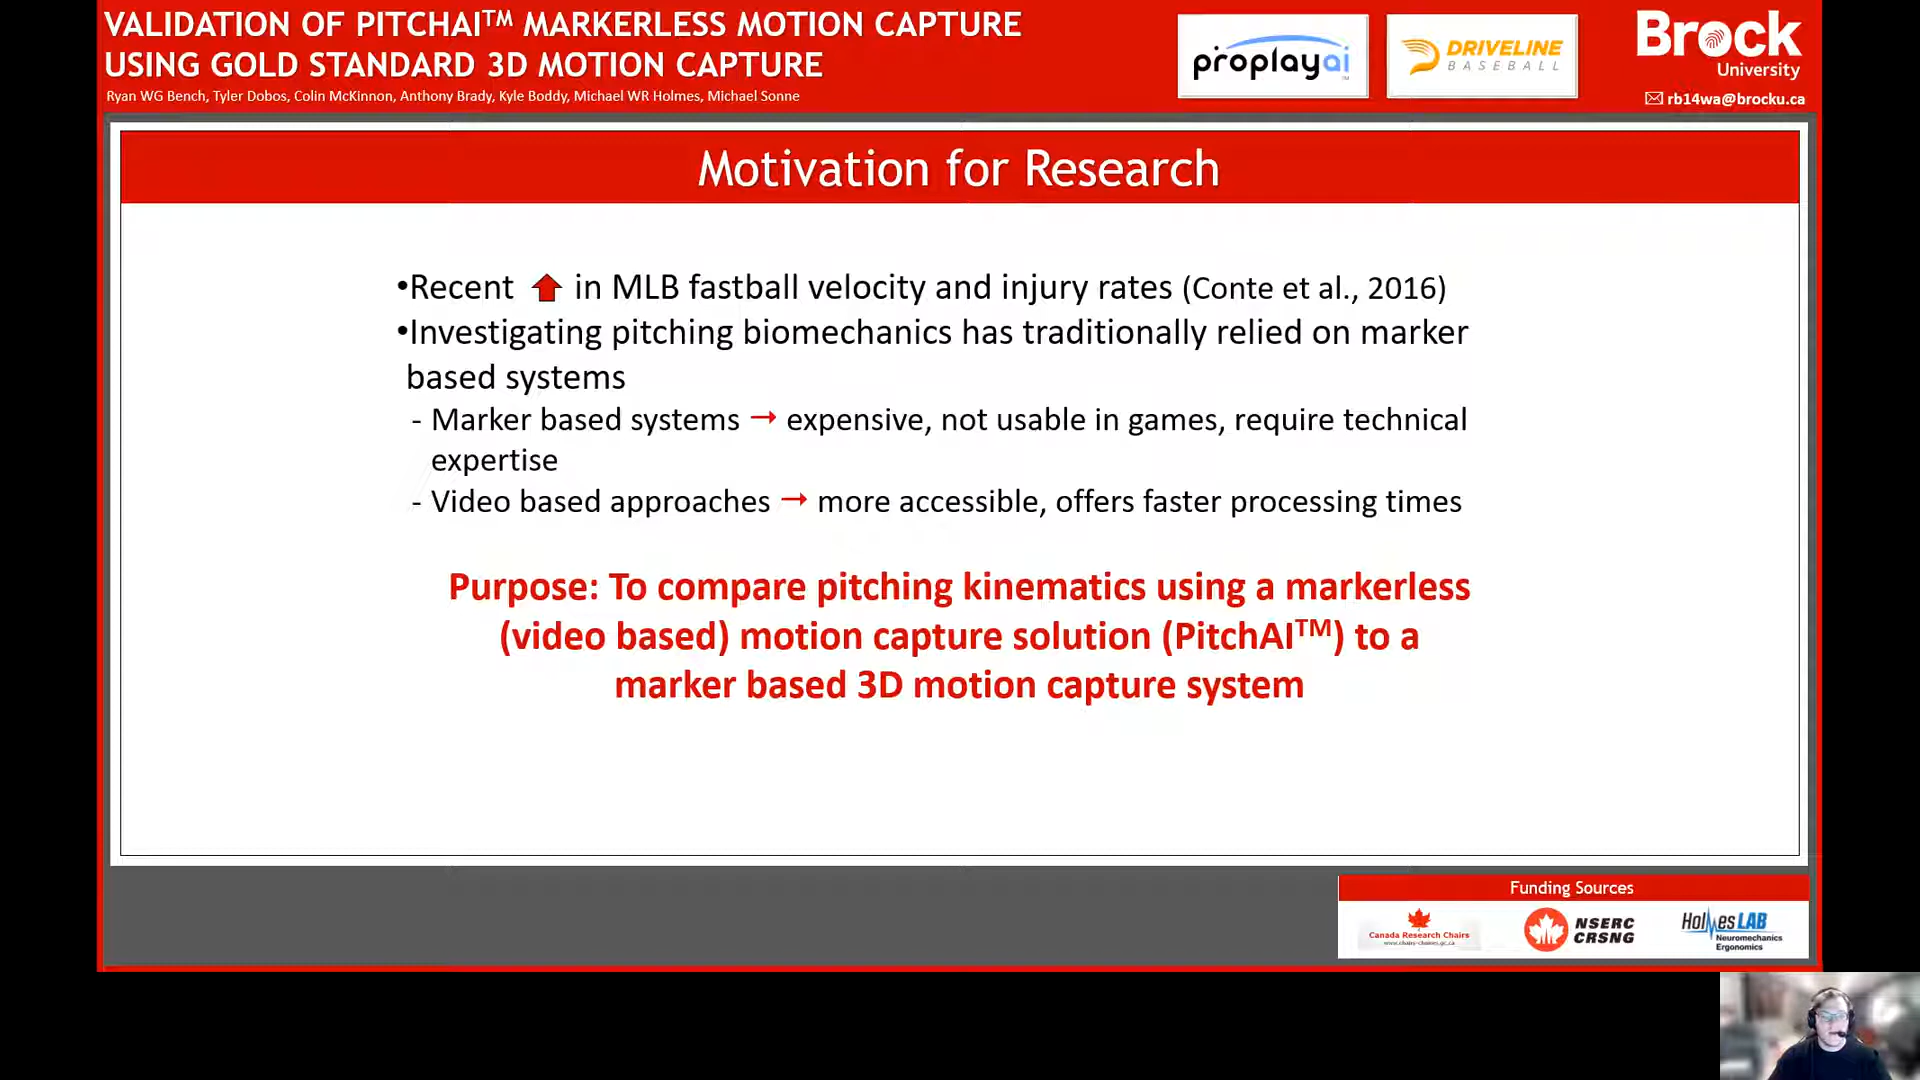 VALIDATION OF PITCHAI™ MARKERLESS MOTION CAPTURE
USING GOLD STANDARD 3D MOTION CAPTURE
Ryan WG Bench, Tyler Dobos, Colin McKinnon, Anthony Brady, Kyle Boddy, Michael WR Holmes, Michael Sonne
proplayai
DRIVELINE
BASEBALL
Brock
University
rb14wa@brocku.ca
Motivation for Research
•Recent in MLB fastball velocity and injury rates (Conte et al., 2016)
•Investigating pitching biomechanics has traditionally relied on marker
based systems
- Marker based systems → expensive, not usable in games, require technical
expertise
- Video based approaches → more accessible, offers faster processing times
Purpose: To compare pitching kinematics using a markerless
(video based) motion capture solution (PitchAI™) to a
marker based 3D motion capture system
Funding Sources
Canada Research Chairs
www.chairs-chaires.gc.ca
NSERC
CRSNG
Holmes LAB
Neuromechanics
Ergonomics